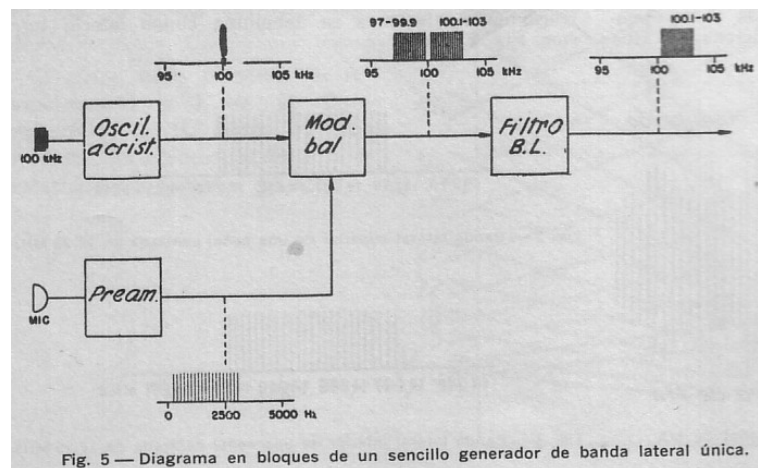 97-99.9 100.1-103
100.1-103
95 100 105 kHz
95 100 105 kHz
95 100 105 kHz
100 kHz
Oscil.
a crist.
Mod.
bal
Filtro
B.L.
MIC
Pream.
0 2500 Hz 5000 Hz
Fig. 5 — Diagrama en bloques de un sencillo generador de banda lateral única.